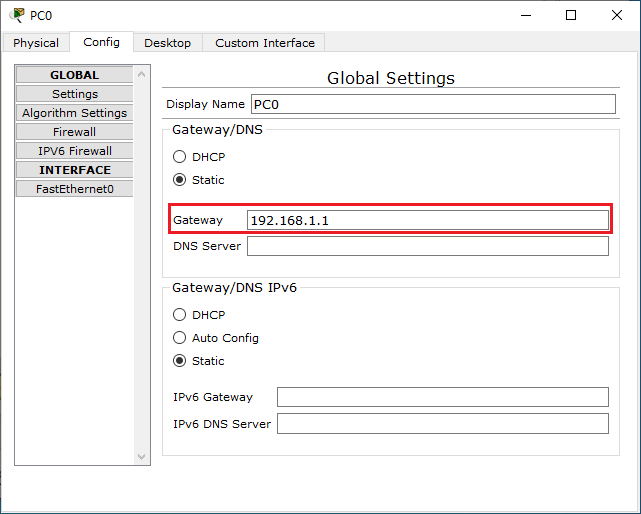 PC0
Physical Config Desktop Custom Interface
GLOBAL
Settings
Algorithm Settings
Firewall
IPV6 Firewall
INTERFACE
FastEthernet0
Global Settings
Display Name PC0
Gateway/DNS
DHCP
Static
Gateway 192.168.1.1
DNS Server
Gateway/DNS IPv6
DHCP
Auto Config
Static
IPv6 Gateway
IPv6 DNS Server